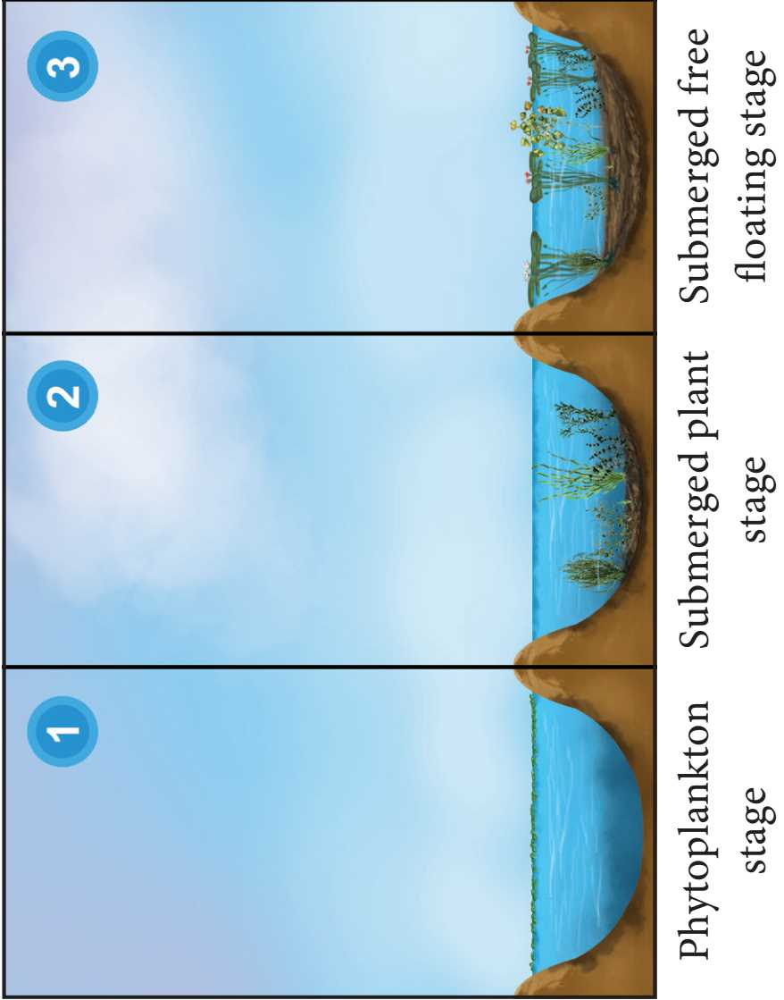 1
2
3
Phytoplankton
stage
Submerged plant
stage
Submerged free
floating stage